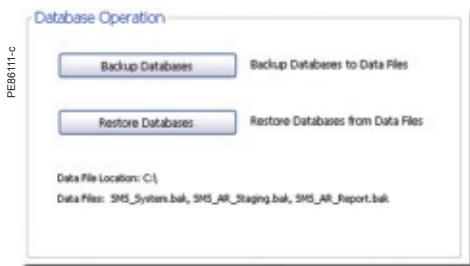 Database Operation
PE86111-c
Backup Databases
Backup Databases to Data Files
Restore Databases
Restore Databases from Data Files
Data File Location: C:\
Data Files: SMS_System.bak, SMS_AR_Staging.bak, SMS_AR_Report.bak